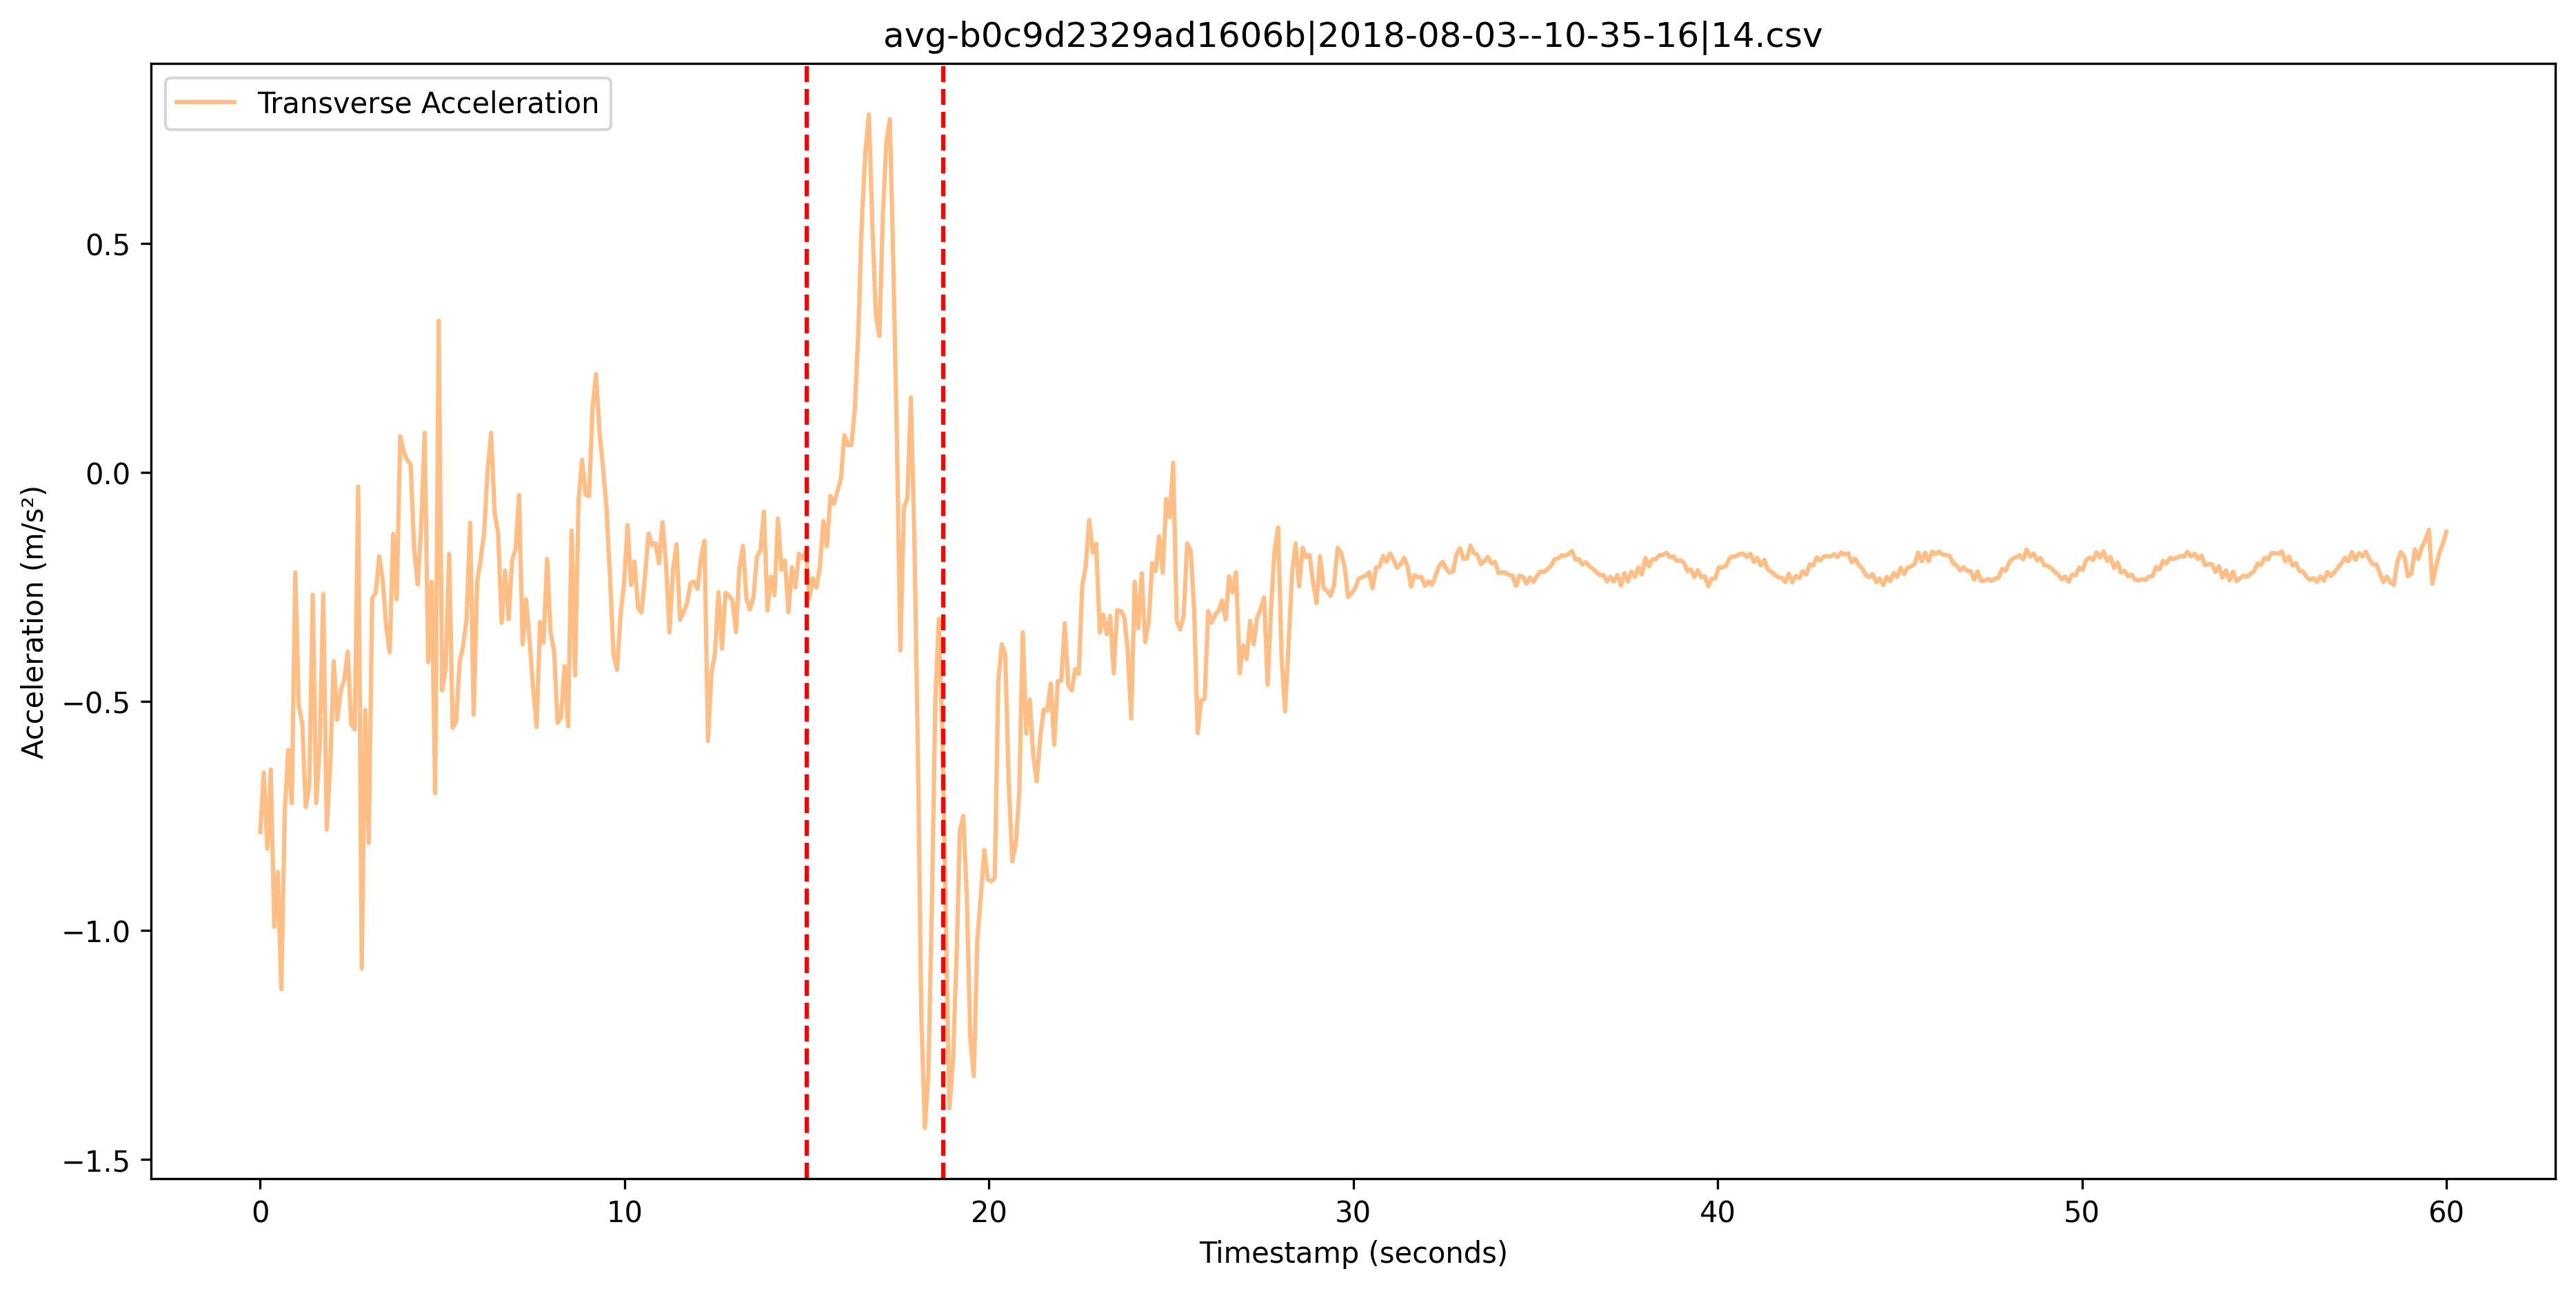 avg-b0c9d2329ad1606b|2018-08-03--10-35-16|14.csv
Transverse Acceleration
Acceleration (m/s²)
0.5
0.0
−0.5
−1.0
−1.5
0 10 20 30 40 50 60
Timestamp (seconds)